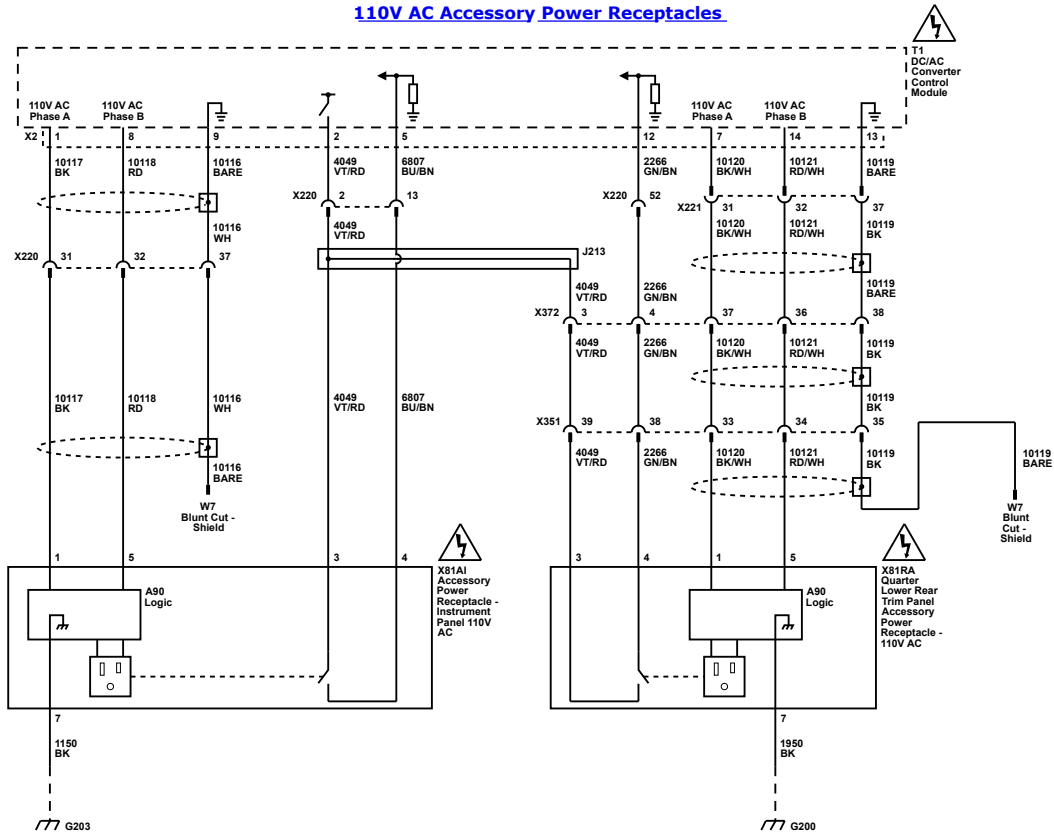 110V AC Accessory Power Receptacles
T1
DC/AC
Converter
Control
Module
110V AC
Phase A
110V AC
Phase B
110V AC
Phase A
110V AC
Phase B
X2 1 8 9 2 5 12 7 14 13
10117
BK
10118
RD
10116
BARE
4049
VT/RD
6807
BU/BN
2266
GN/BN
10120
BK/WH
10121
RD/WH
10119
BARE
X220 2 13
X220 52
X221 31 32 37
10116
WH
4049
VT/RD
10120
BK/WH
10121
RD/WH
10119
BK
X220 31 32 37
J213
4049
VT/RD
2266
GN/BN
10119
BARE
X372 3 4 37 36 38
4049
VT/RD
2266
GN/BN
10120
BK/WH
10121
RD/WH
10119
BK
10117
BK
10118
RD
10116
WH
4049
VT/RD
6807
BU/BN
10119
BK
X351 39 38 33 34 35
4049
VT/RD
2266
GN/BN
10120
BK/WH
10121
RD/WH
10119
BK
10119
BARE
10116
BARE
W7
Blunt Cut -
Shield
W7
Blunt
Cut -
Shield
1 5 3 4
3 4 1 5
X81AI
Accessory
Power
Receptacle -
Instrument
Panel 110V
AC
X81RA
Quarter
Lower Rear
Trim Panel
Accessory
Power
Receptacle -
110V AC
A90
Logic
A90
Logic
7
7
1150
BK
1950
BK
G203
G200